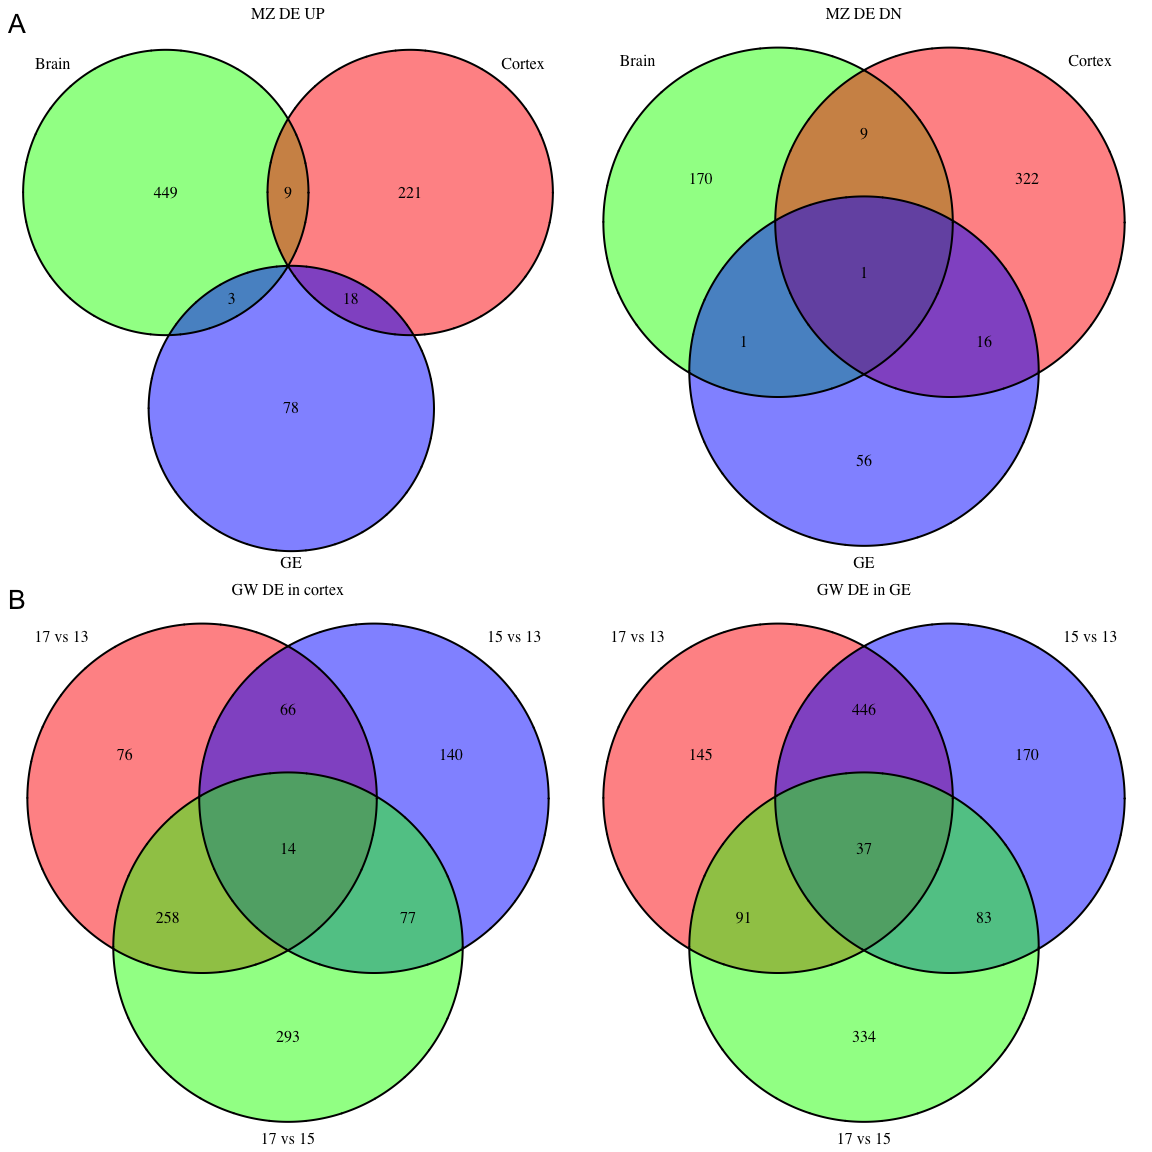 A
MZ DE UP
Brain
Cortex
449
9
221
3
18
78
GE
MZ DE DN
Brain
Cortex
9
170
322
1
1
16
56
GE
B
GW DE in cortex
17 vs 13
15 vs 13
66
76
140
14
258
77
293
17 vs 15
GW DE in GE
17 vs 13
15 vs 13
446
145
170
37
91
83
334
17 vs 15